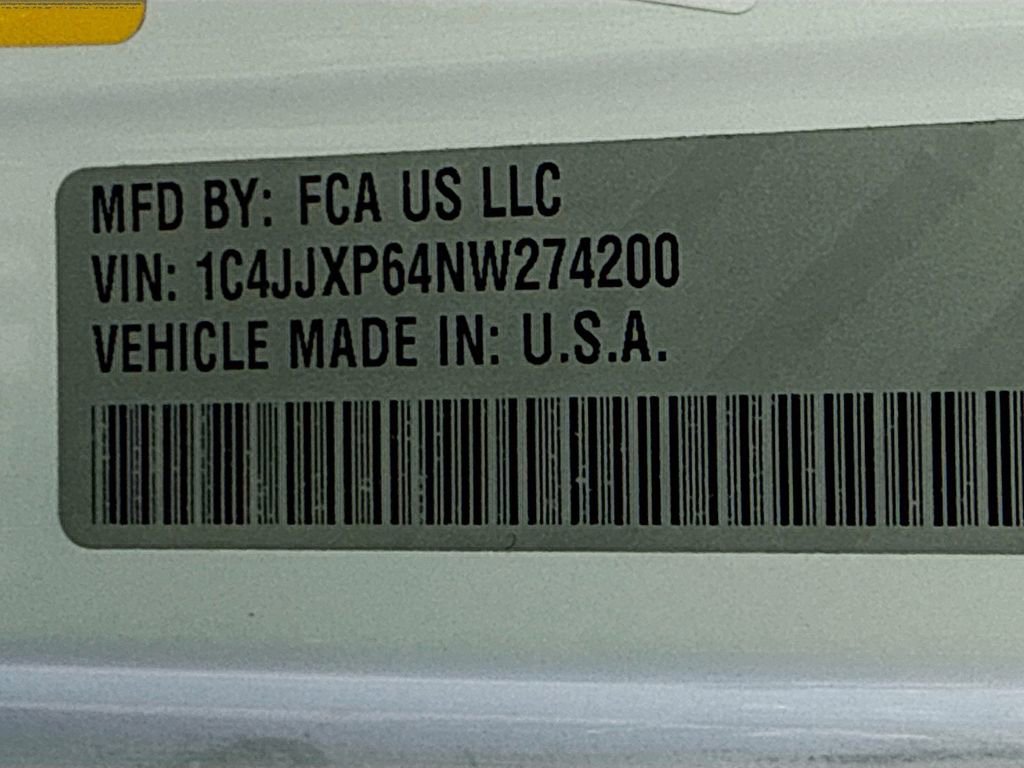 MFD BY: FCA US LLC
VIN: 1C4JJXP64NW274200
VEHICLE MADE IN: U.S.A.